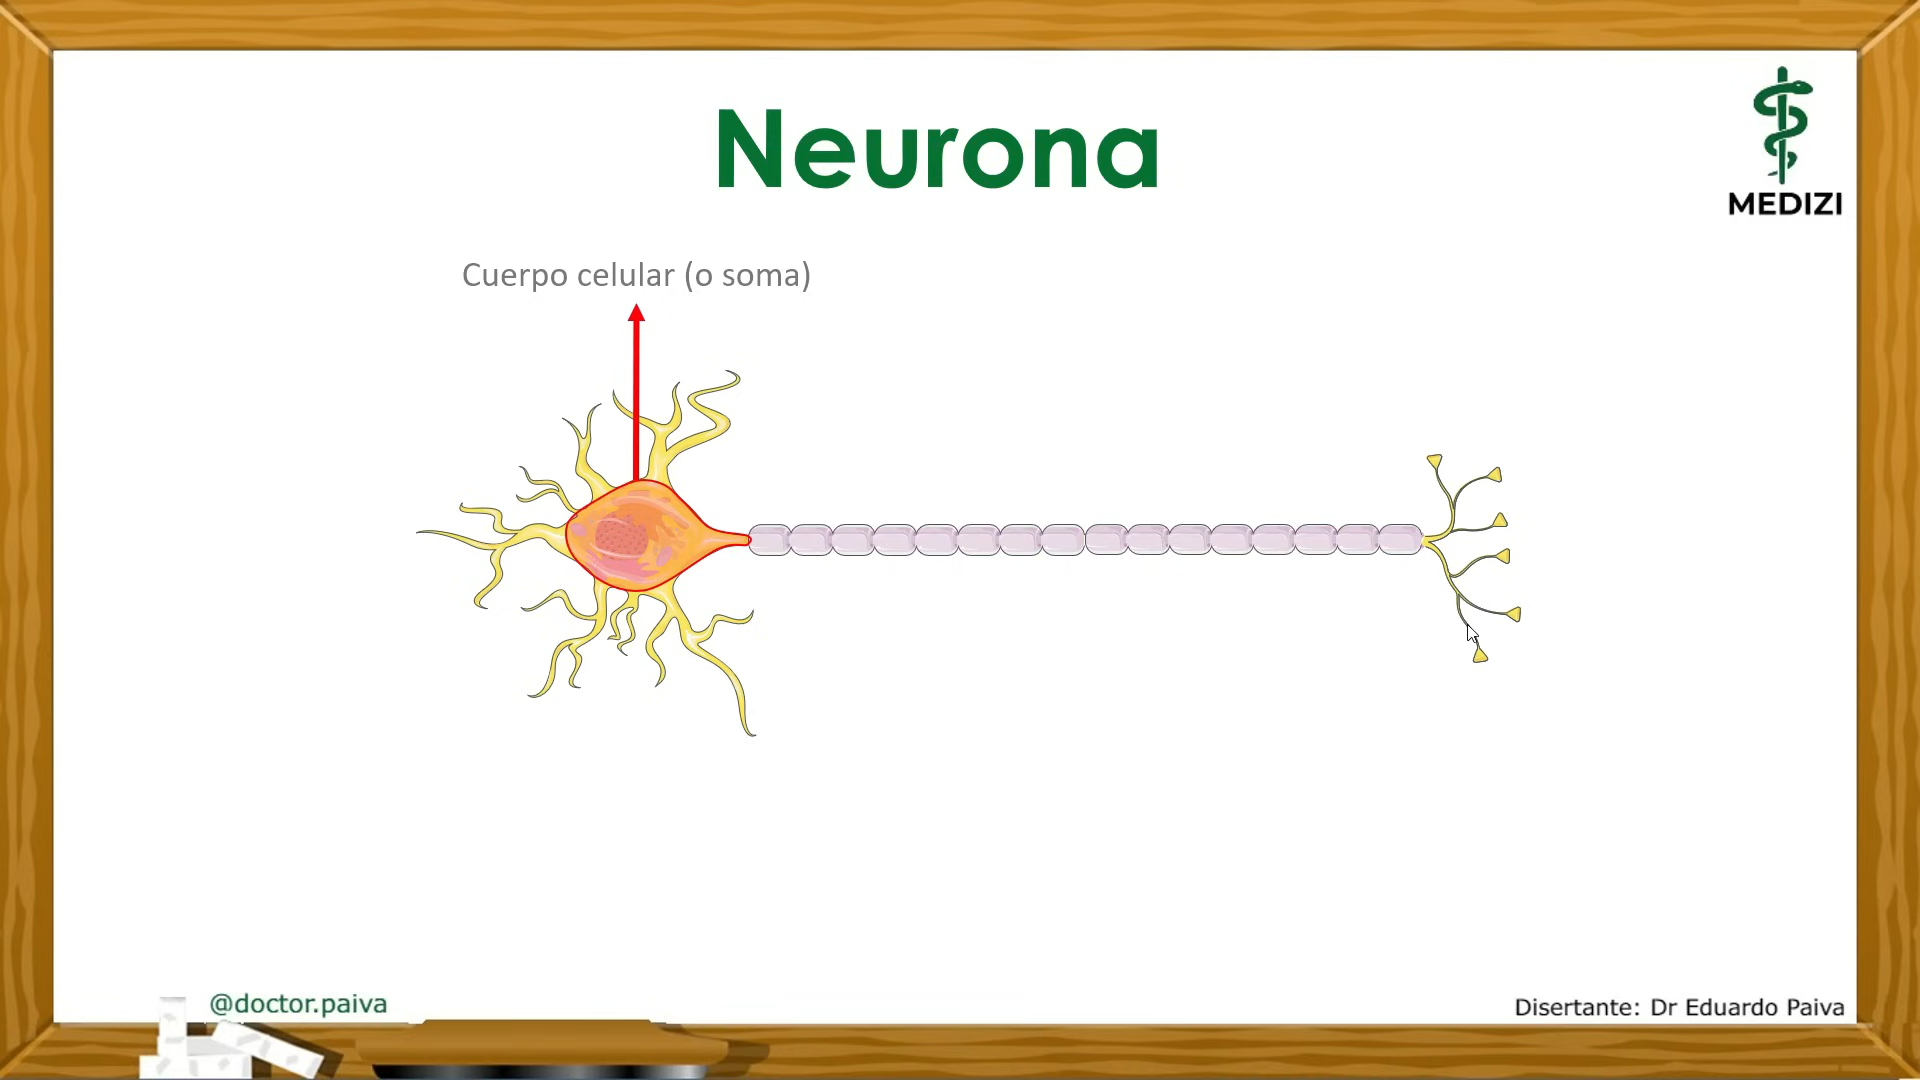 Neurona
MEDIZI
Cuerpo celular (o soma)
@doctor.paiva
Disertante: Dr Eduardo Paiva